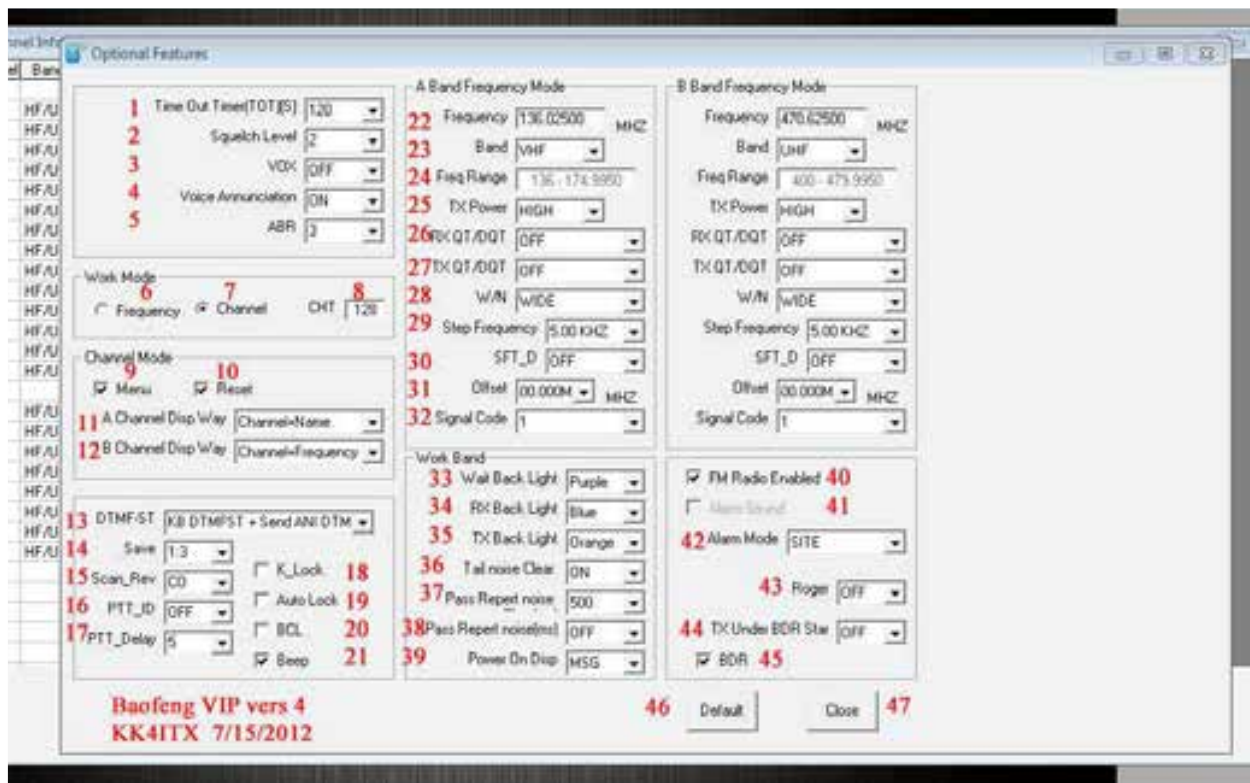 Optional Features
1 Time Out Timer(TOT)[S] 120
2 Squelch Level 2
3 VOX OFF
4 Voice Annunciation ON
5 ABR 3
Work Mode
6 7 8
Frequency Channel CHT 128
Channel Mode
9 10
Menu Reset
11 A Channel Disp Way Channel+Name
12 B Channel Disp Way Channel+Frequency
13 DTMF-ST KB DTMFST + Send ANI DTM
14 Save 1:3
15 Scan_Rev CO
16 PTT_ID OFF
17 PTT_Delay 5
K_Lock 18
Auto Lock 19
BCL 20
Beep 21
A Band Frequency Mode
22 Frequency 136.02500 MHZ
23 Band VHF
24 Freq Range 136 - 174.9950
25 TX Power HIGH
26 RX QT/DQT OFF
27 TX QT/DQT OFF
28 W/N WIDE
29 Step Frequency 5.00 KHZ
30 SFT_D OFF
31 Offset 00.000M MHZ
32 Signal Code 1
B Band Frequency Mode
Frequency 470.62500 MHZ
Band UHF
Freq Range 400 - 479.9950
TX Power HIGH
RX QT/DQT OFF
TX QT/DQT OFF
W/N WIDE
Step Frequency 5.00 KHZ
SFT_D OFF
Offset 00.000M MHZ
Signal Code 1
Work Band
33 Wait Back Light Purple
34 RX Back Light Blue
35 TX Back Light Orange
36 Tail noise Clear ON
37 Pass Repert noise 500
38 Pass Repert noise(ms) OFF
39 Power On Disp MSG
FM Radio Enabled 40
Alarm Sound 41
42 Alarm Mode SITE
43 Roger OFF
44 TX Under BDR Star OFF
BDR 45
46 Default Close 47
Baofeng VIP vers 4
KK4ITX 7/15/2012